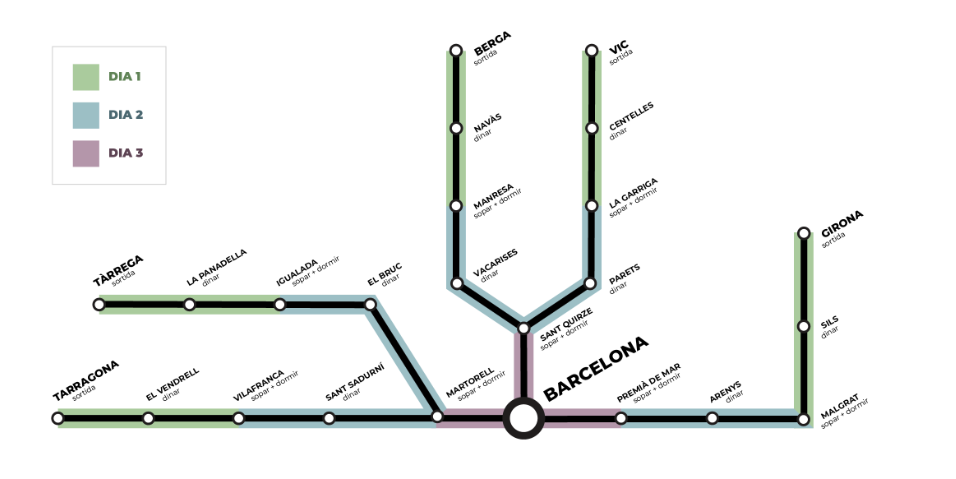 DIA 1
DIA 2
DIA 3
BERGA
sortida
NAVÀS
dinar
MANRESA
sopar + dormir
VACARISES
dinar
VIC
sortida
CENTELLES
dinar
LA GARRIGA
sopar + dormir
PARETS
dinar
SANT QUIRZE
sopar + dormir
GIRONA
sortida
SILS
dinar
MALGRAT
sopar + dormir
TÀRREGA
sortida
LA PANADELLA
dinar
IGUALADA
sopar + dormir
EL BRUC
dinar
TARRAGONA
sortida
EL VENDRELL
dinar
VILAFRANCA
sopar + dormir
SANT SADURNÍ
dinar
MARTORELL
sopar + dormir
BARCELONA
PREMIÀ DE MAR
sopar + dormir
ARENYS
dinar